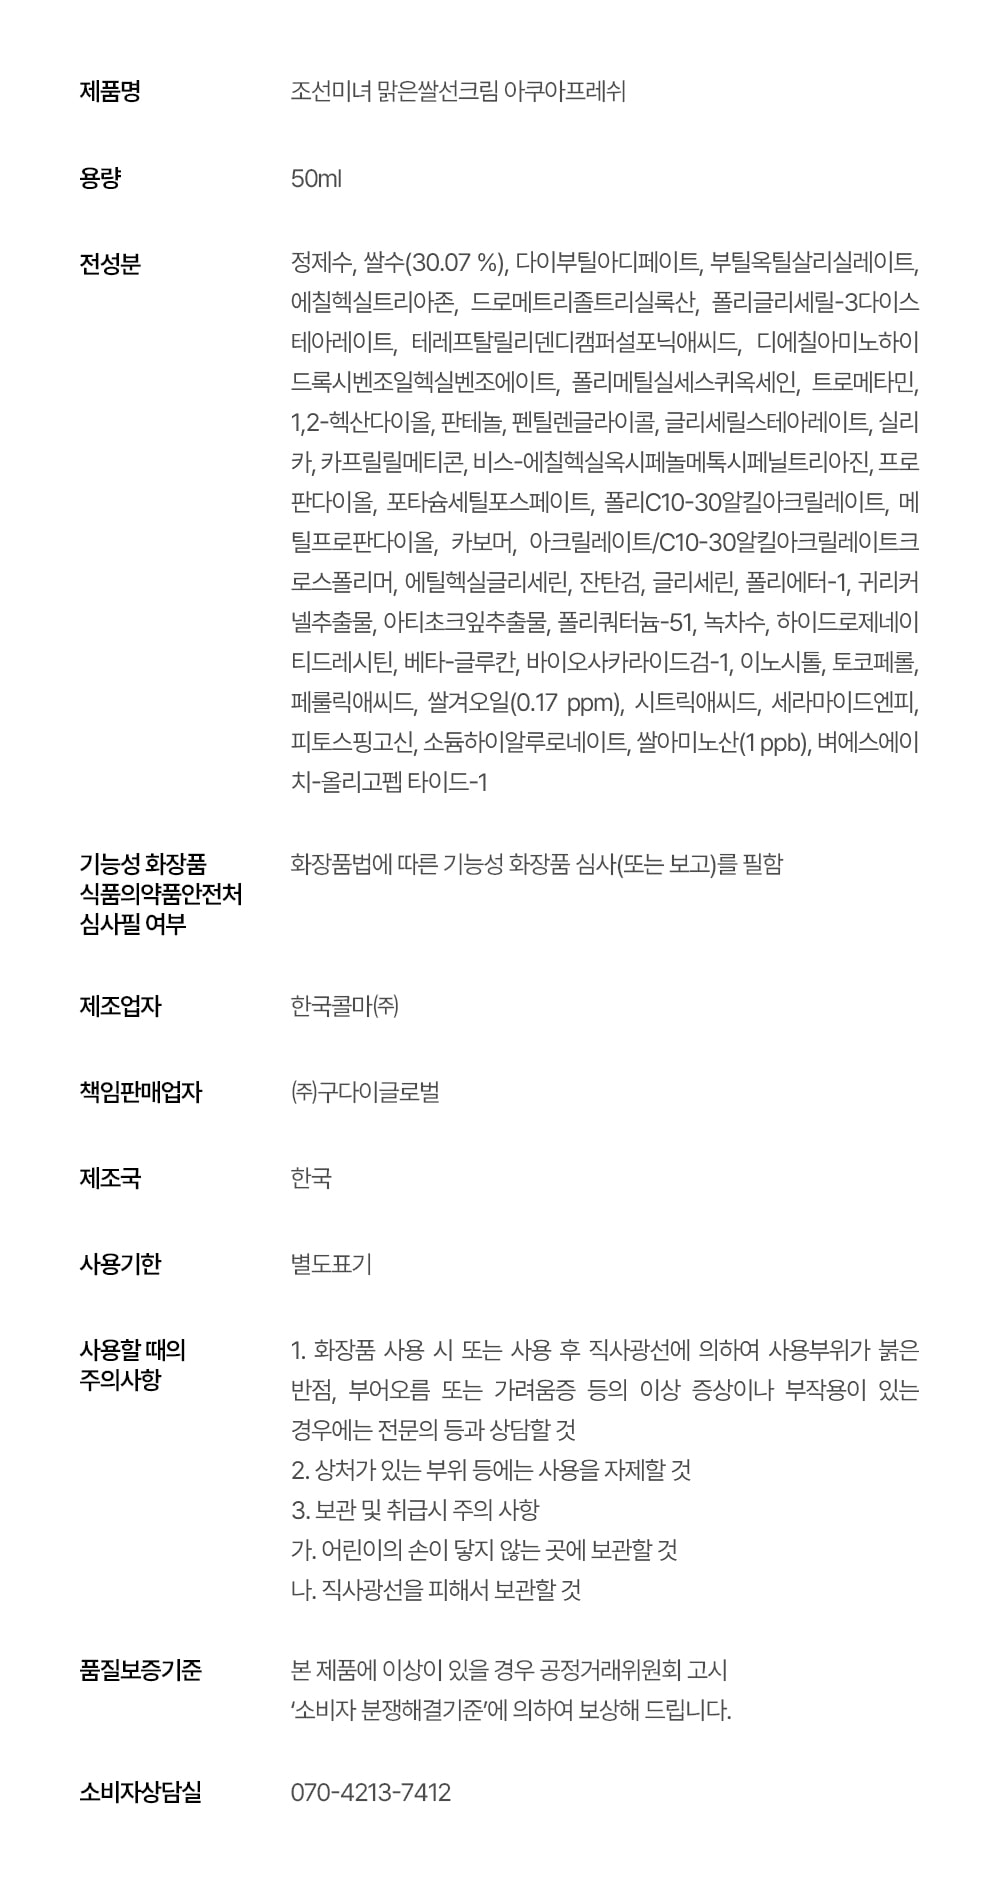 제품명
조선미녀 맑은쌀선크림 아쿠아프레쉬
용량
50ml
전성분
정제수, 쌀수(30.07 %), 다이부틸아디페이트, 부틸옥틸살리실레이트,
에칠헥실트리아존, 드로메트리졸트리실록산, 폴리글리세릴-3다이스
테아레이트, 테레프탈릴리덴디캠퍼설포닉애씨드, 디에칠아미노하이
드록시벤조일헥실벤조에이트, 폴리메틸실세스퀴옥세인, 트로메타민,
1,2-헥산다이올, 판테놀, 펜틸렌글라이콜, 글리세릴스테아레이트, 실리
카, 카프릴릴메티콘, 비스-에칠헥실옥시페놀메톡시페닐트리아진, 프로
판다이올, 포타슘세틸포스페이트, 폴리C10-30알킬아크릴레이트, 메
틸프로판다이올, 카보머, 아크릴레이트/C10-30알킬아크릴레이트크
로스폴리머, 에틸헥실글리세린, 잔탄검, 글리세린, 폴리에터-1, 귀리커
넬추출물, 아티초크잎추출물, 폴리쿼터늄-51, 녹차수, 하이드로제네이
티드레시틴, 베타-글루칸, 바이오사카라이드검-1, 이노시톨, 토코페롤,
페룰릭애씨드, 쌀겨오일(0.17 ppm), 시트릭애씨드, 세라마이드엔피,
피토스핑고신, 소듐하이알루로네이트, 쌀아미노산(1 ppb), 벼에스에이
치-올리고펩 타이드-1
기능성 화장품
식품의약품안전처
심사필 여부
화장품법에 따른 기능성 화장품 심사(또는 보고)를 필함
제조업자
한국콜마㈜
책임판매업자
㈜구다이글로벌
제조국
한국
사용기한
별도표기
사용할 때의
주의사항
1. 화장품 사용 시 또는 사용 후 직사광선에 의하여 사용부위가 붉은
반점, 부어오름 또는 가려움증 등의 이상 증상이나 부작용이 있는
경우에는 전문의 등과 상담할 것
2. 상처가 있는 부위 등에는 사용을 자제할 것
3. 보관 및 취급시 주의 사항
가. 어린이의 손이 닿지 않는 곳에 보관할 것
나. 직사광선을 피해서 보관할 것
품질보증기준
본 제품에 이상이 있을 경우 공정거래위원회 고시
‘소비자 분쟁해결기준’에 의하여 보상해 드립니다.
소비자상담실
070-4213-7412